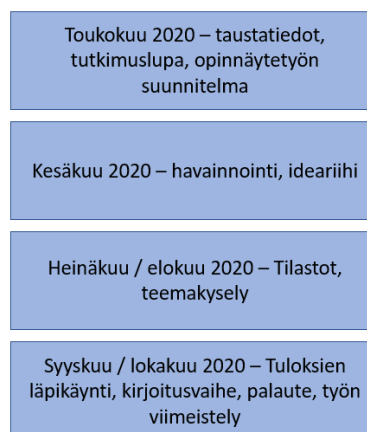 Toukokuu 2020 – taustatiedot,
tutkimuslupa, opinnäytetyön
suunnitelma
Kesäkuu 2020 – havainnointi, ideariihi
Heinäkuu / elokuu 2020 – Tilastot,
teemakysely
Syyskuu / lokakuu 2020 – Tuloksien
läpikäynti, kirjoitusvaihe, palaute, työn
viimeistely